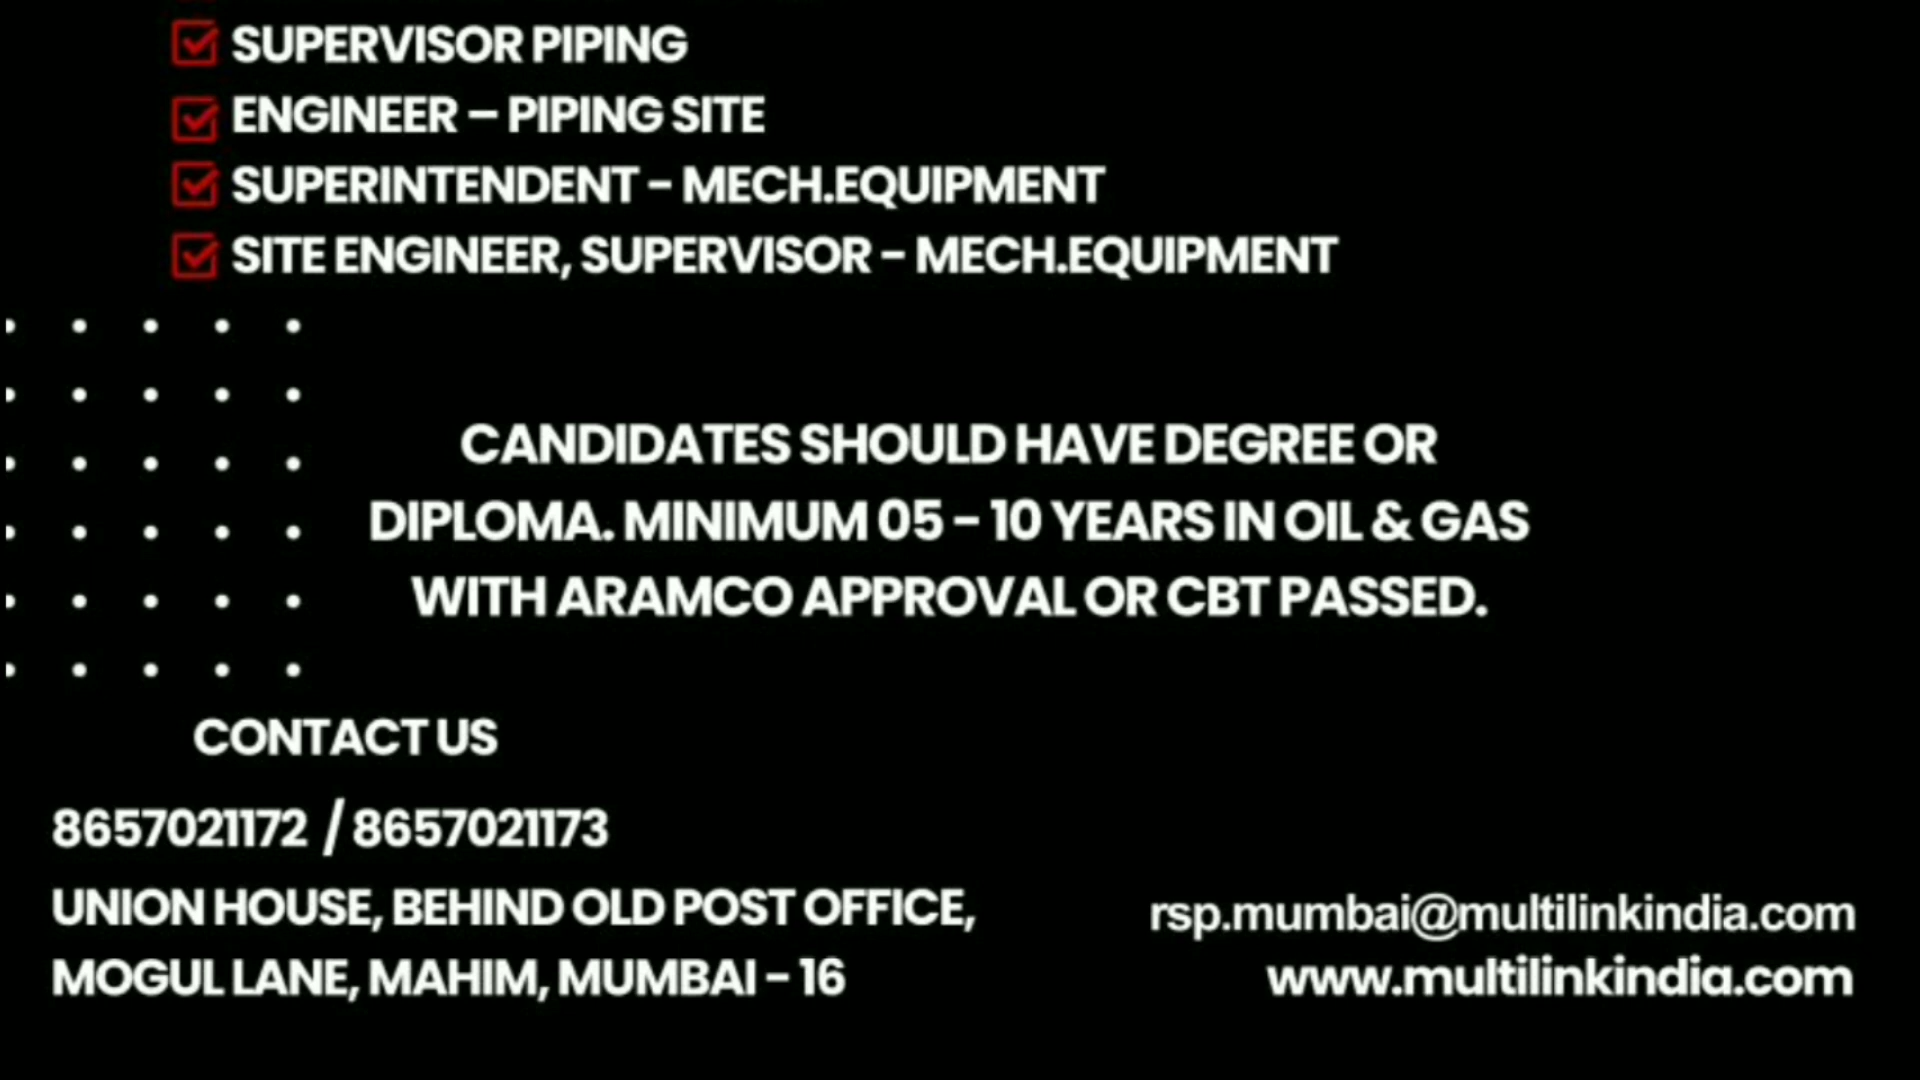 SUPERVISOR PIPING
ENGINEER – PIPING SITE
SUPERINTENDENT - MECH.EQUIPMENT
SITE ENGINEER, SUPERVISOR - MECH.EQUIPMENT
CANDIDATES SHOULD HAVE DEGREE OR
DIPLOMA. MINIMUM 05 - 10 YEARS IN OIL & GAS
WITH ARAMCO APPROVAL OR CBT PASSED.
CONTACT US
8657021172 / 8657021173
UNION HOUSE, BEHIND OLD POST OFFICE,
MOGUL LANE, MAHIM, MUMBAI - 16
rsp.mumbai@multilinkindia.com
www.multilinkindia.com